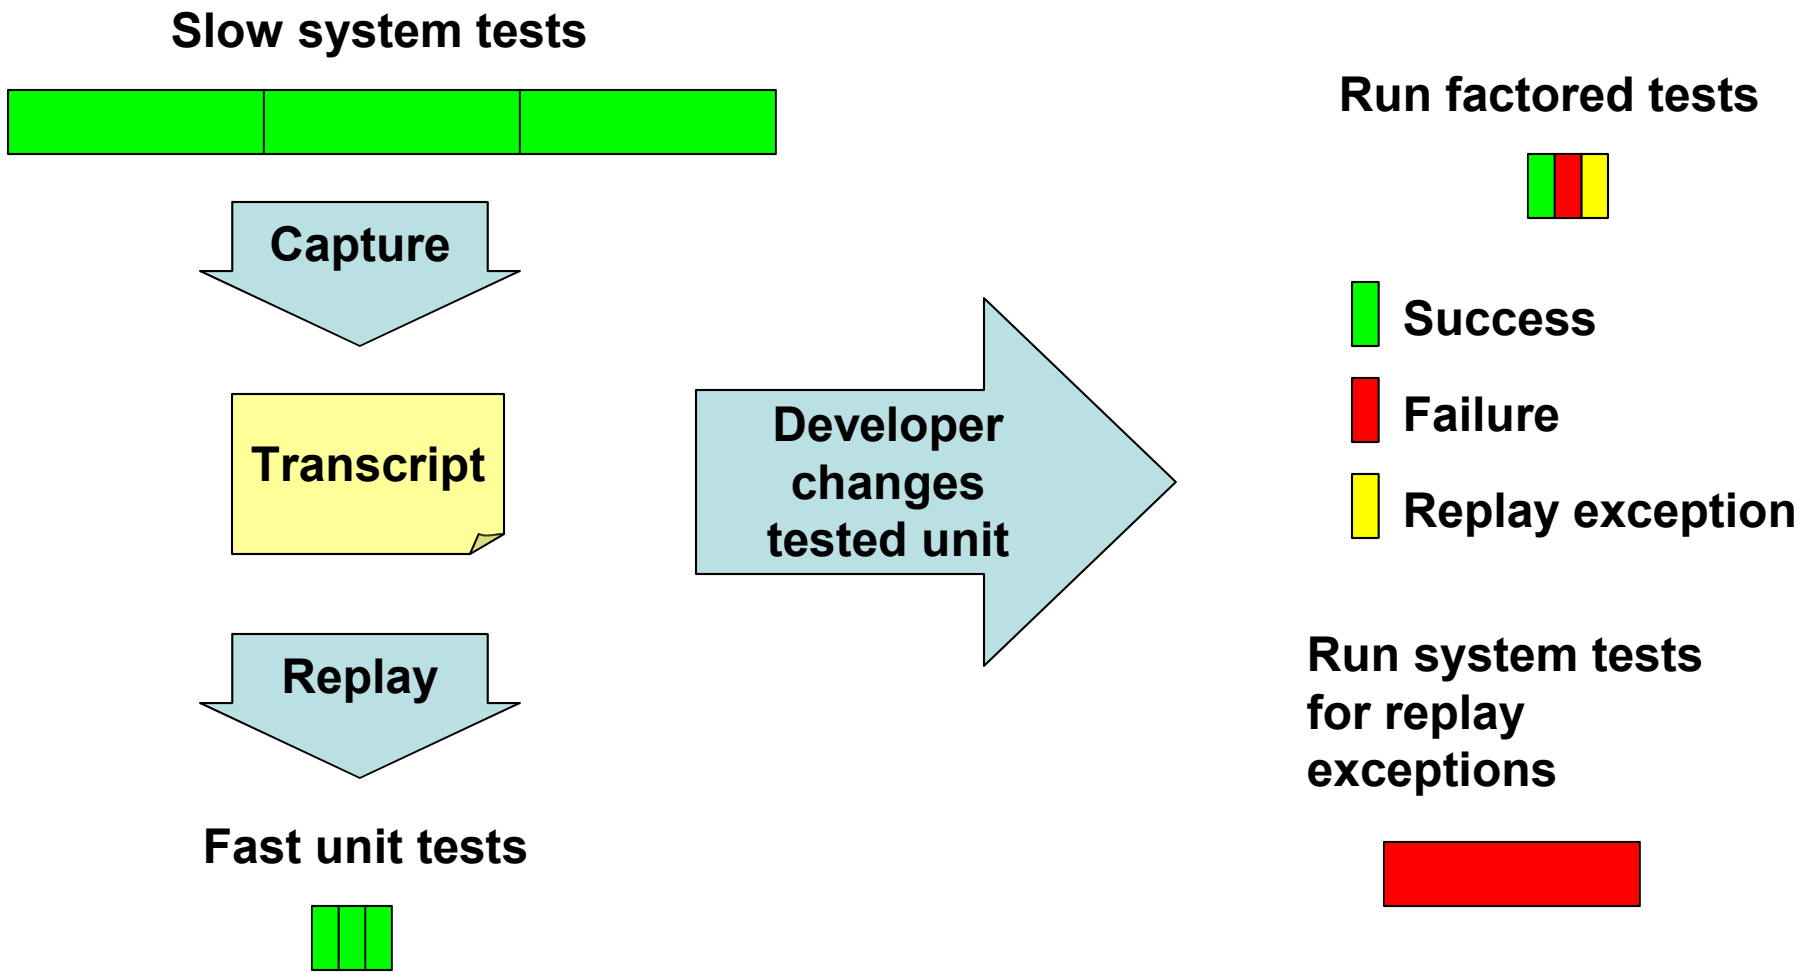 Slow system tests
Capture
Transcript
Replay
Fast unit tests
Developer
changes
tested unit
Run factored tests
Success
Failure
Replay exception
Run system tests
for replay
exceptions